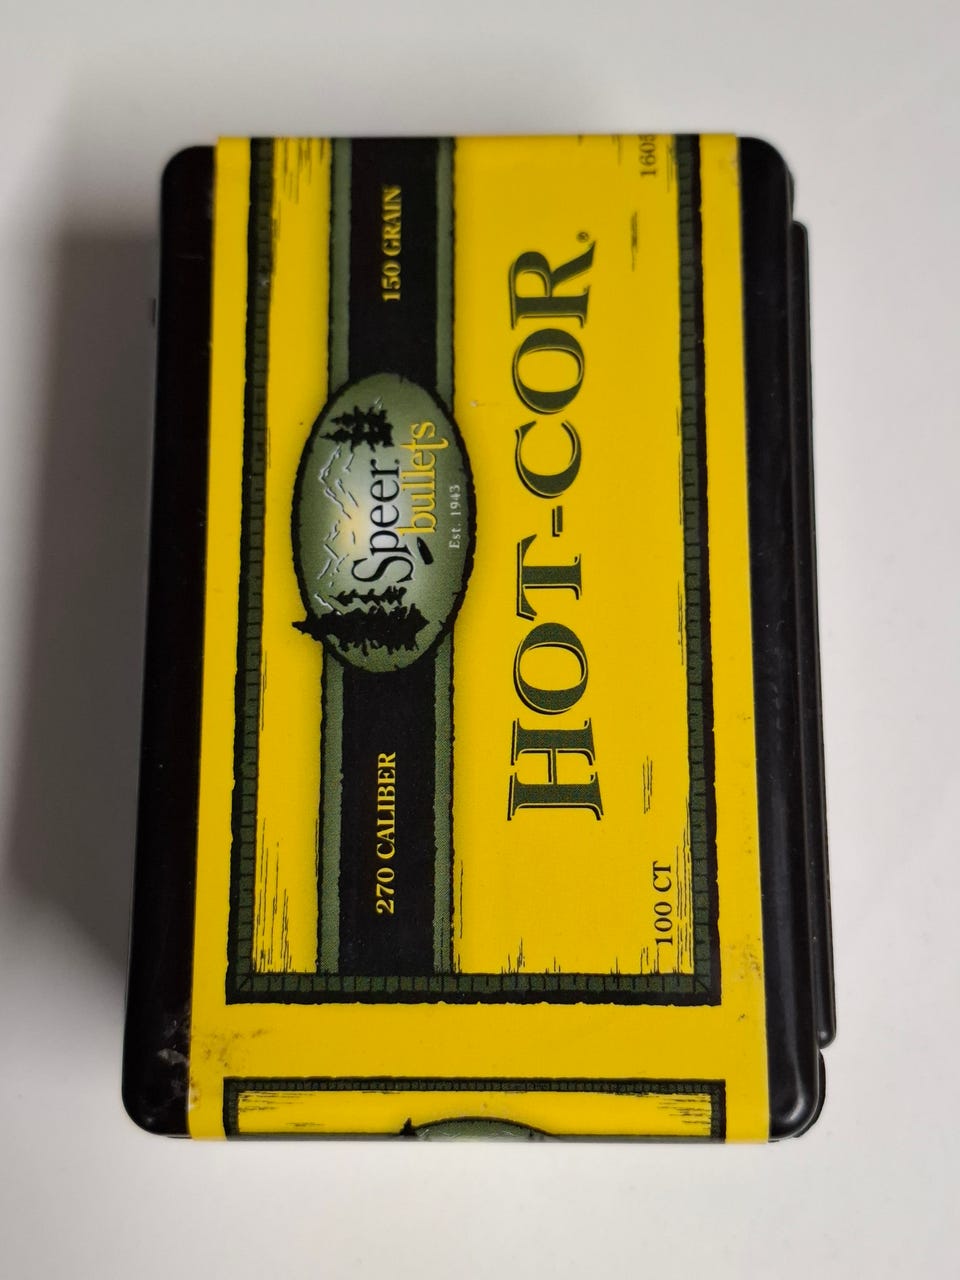 270 CALIBER
Speer®
bullets
Est. 1943
150 GRAIN
HOT-COR®
100 CT